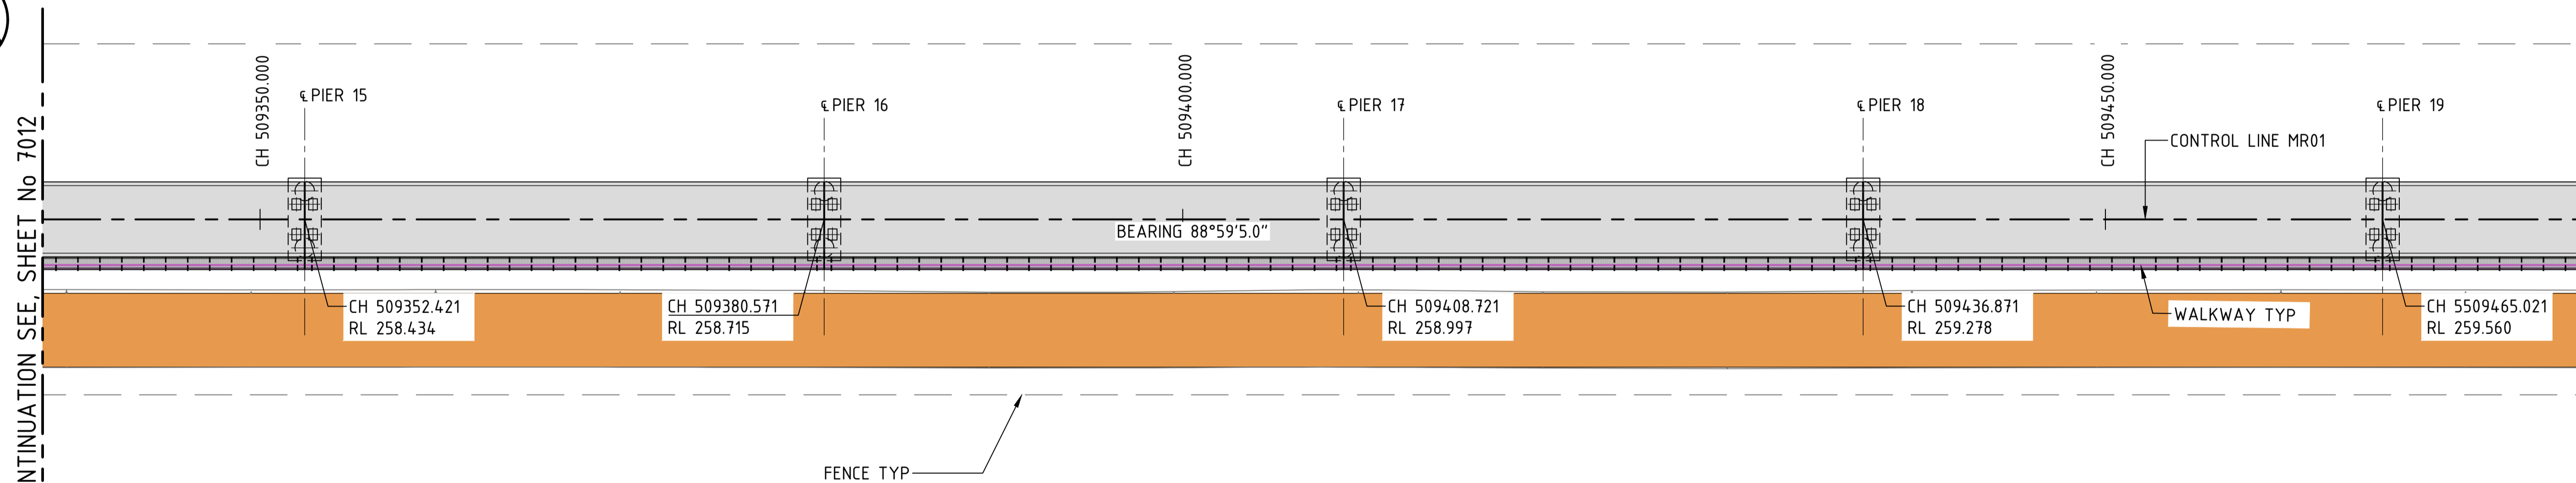 NTINUATION SEE, SHEET No 7012
CH 509350.000
℄ PIER 15
℄ PIER 16
CH 509400.000
℄ PIER 17
℄ PIER 18
CH 509450.000
℄ PIER 19
CONTROL LINE MR01
BEARING 88°59'5.0"
CH 509352.421
RL 258.434
CH 509380.571
RL 258.715
CH 509408.721
RL 258.997
CH 509436.871
RL 259.278
WALKWAY TYP
CH 5509465.021
RL 259.560
FENCE TYP